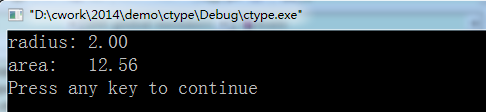 "D:\cwork\2014\demo\ctype\Debug\ctype.exe"
radius: 2.00
area:   12.56
Press any key to continue